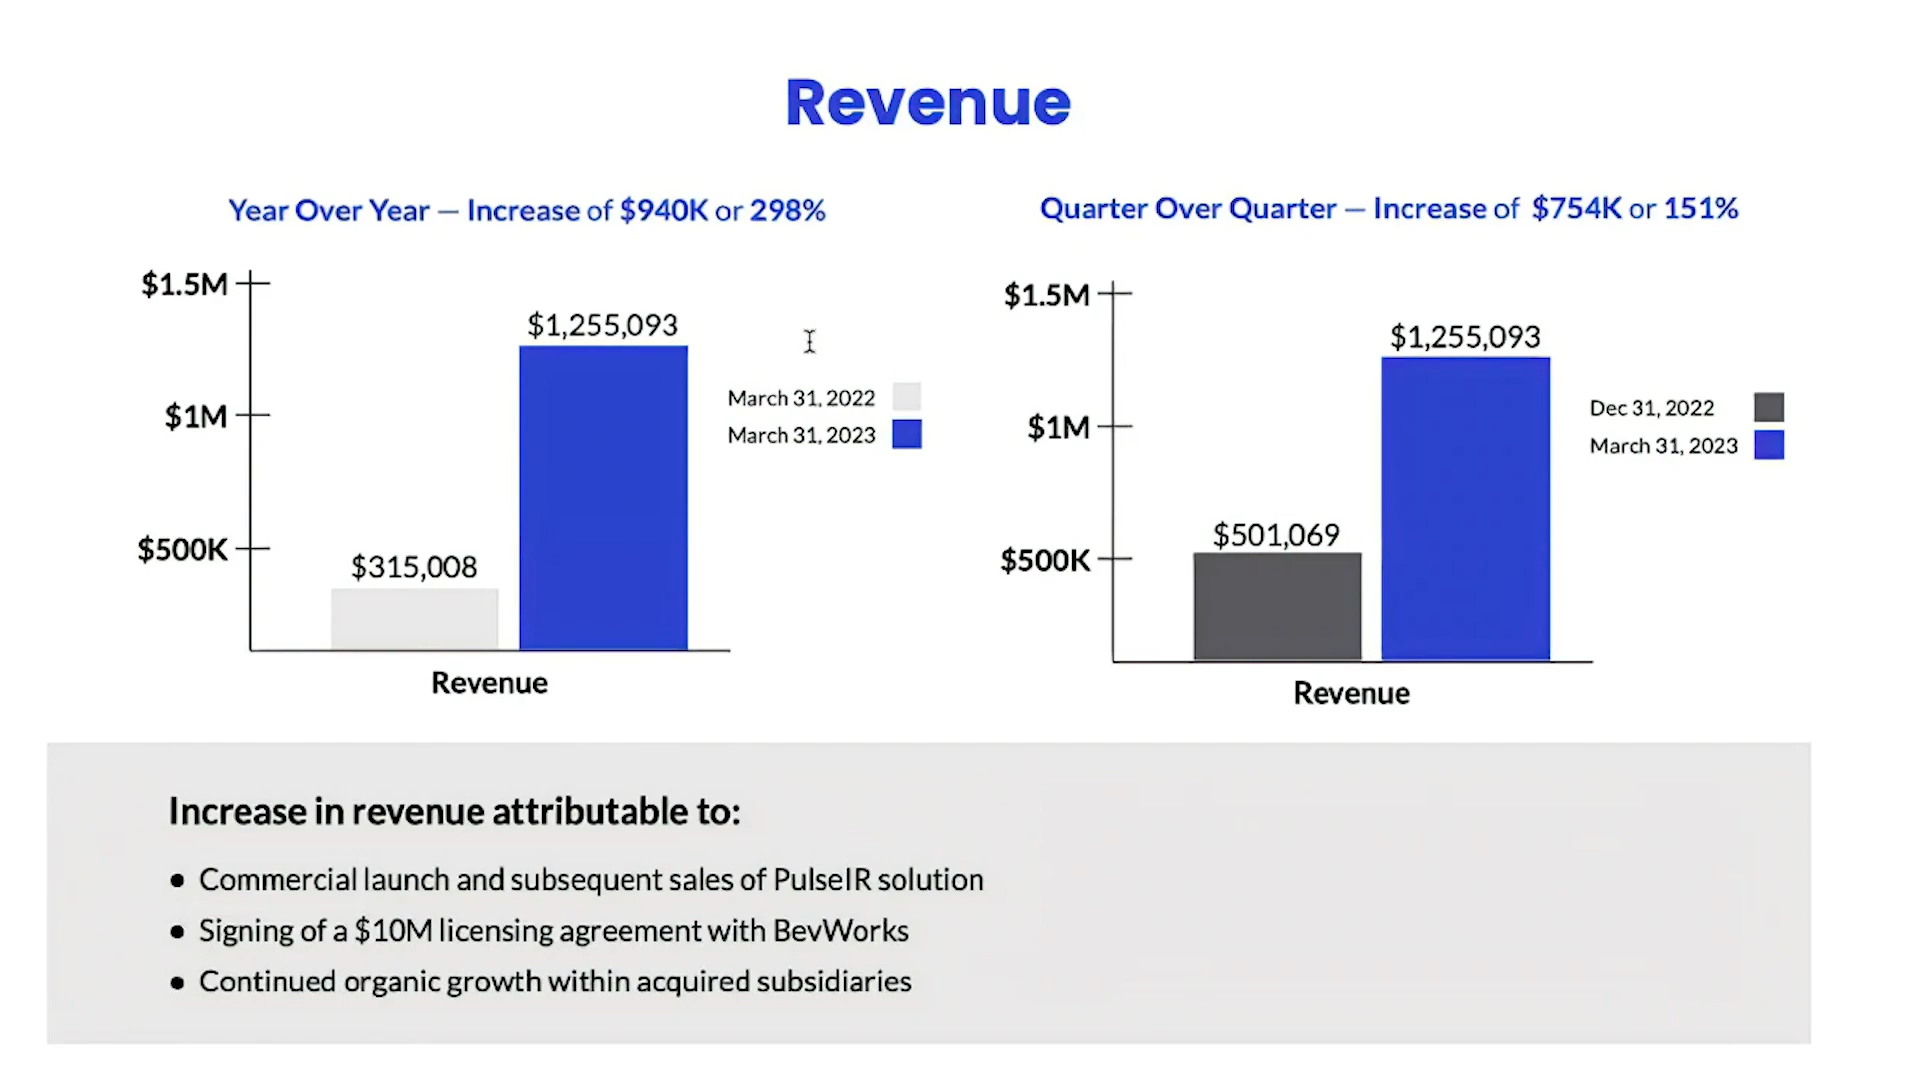 Revenue
Year Over Year — Increase of $940K or 298%
$1.5M
$1M
$500K
$315,008
$1,255,093
March 31, 2022
March 31, 2023
Revenue
Quarter Over Quarter — Increase of $754K or 151%
$1.5M
$1M
$500K
$501,069
$1,255,093
Dec 31, 2022
March 31, 2023
Revenue
Increase in revenue attributable to:
● Commercial launch and subsequent sales of PulseIR solution
● Signing of a $10M licensing agreement with BevWorks
● Continued organic growth within acquired subsidiaries